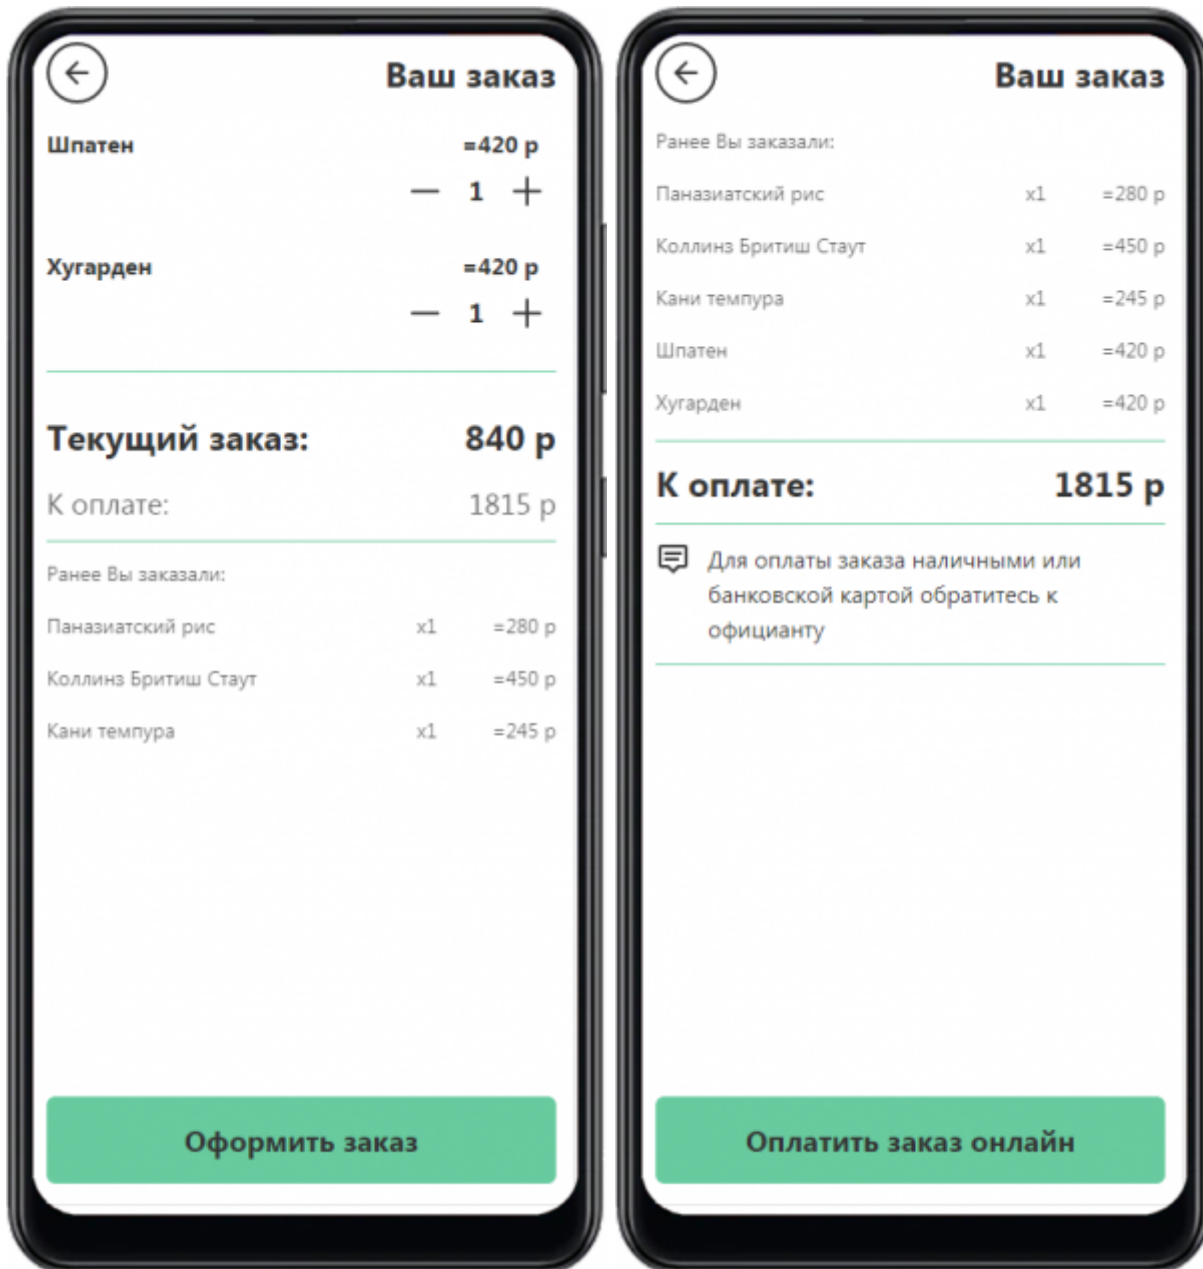 Ваш заказ
Шпатен =420 р
1
Хугарден =420 р
1
Текущий заказ: 840 р
К оплате: 1815 р
Ранее Вы заказали:
Паназиатский рис x1 =280 р
Коллинз Бритиш Стаут x1 =450 р
Кани темпура x1 =245 р
Оформить заказ
Ваш заказ
Ранее Вы заказали:
Паназиатский рис x1 =280 р
Коллинз Бритиш Стаут x1 =450 р
Кани темпура x1 =245 р
Шпатен x1 =420 р
Хугарден x1 =420 р
К оплате: 1815 р
Для оплаты заказа наличными или
банковской картой обратитесь к
официанту
Оплатить заказ онлайн